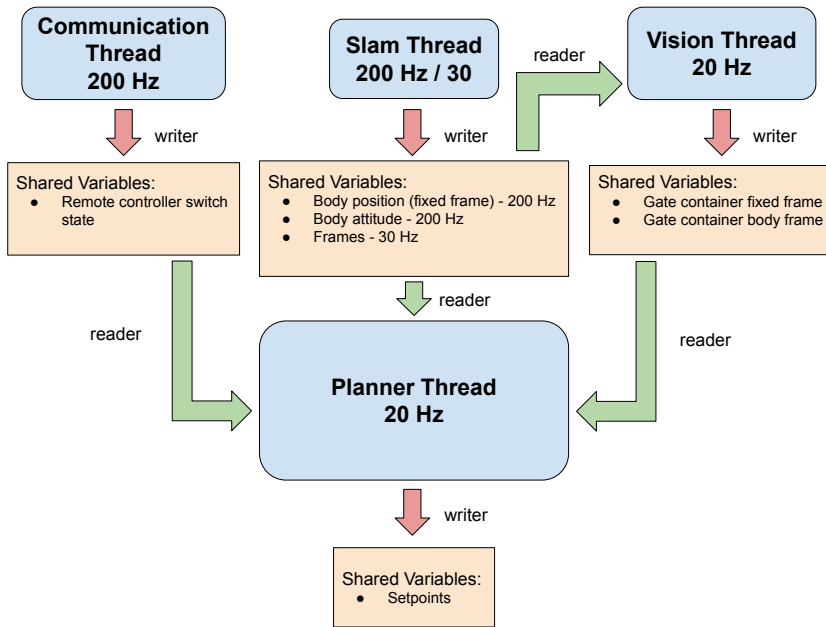 Communication
Thread
200 Hz
Slam Thread
200 Hz / 30
reader
Vision Thread
20 Hz
writer
writer
writer
Shared Variables:
● Remote controller switch
state
Shared Variables:
● Body position (fixed frame) - 200 Hz
● Body attitude - 200 Hz
● Frames - 30 Hz
Shared Variables:
● Gate container fixed frame
● Gate container body frame
reader
reader
reader
Planner Thread
20 Hz
writer
Shared Variables:
● Setpoints